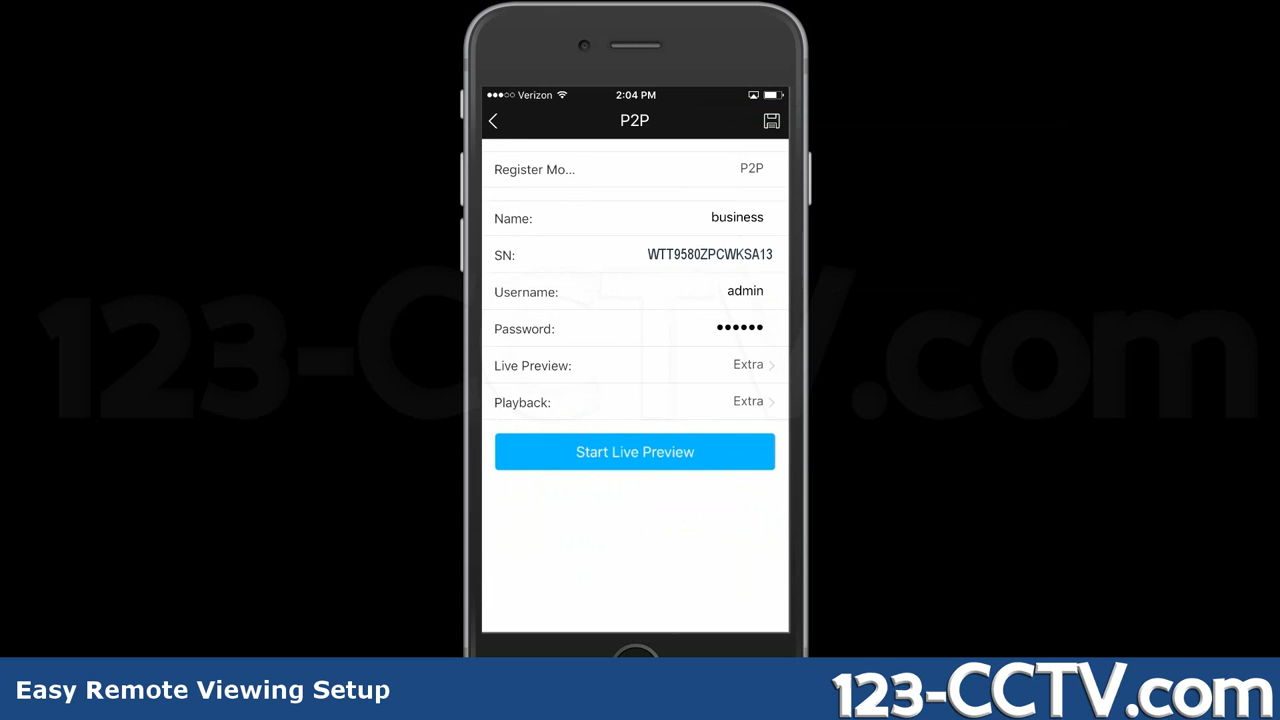 Verizon 2:04 PM
P2P
Register Mo... P2P
Name: business
SN: WTT9580ZPCWKSA13
Username: admin
Password: ••••••
Live Preview: Extra
Playback: Extra
Start Live Preview
123-CCTV.com
Easy Remote Viewing Setup
123-CCTV.com